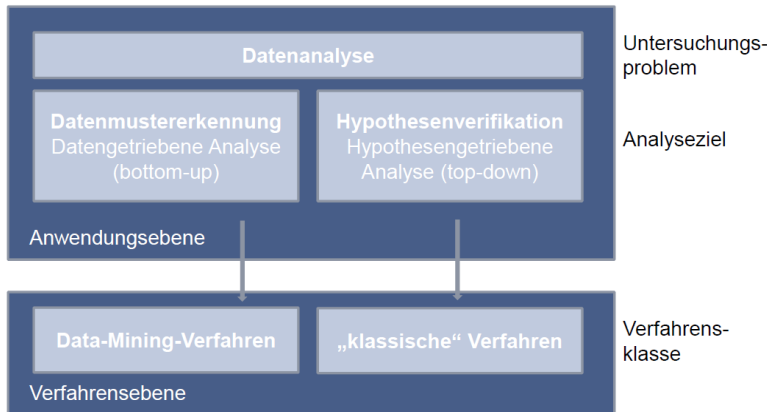 Datenanalyse
Untersuchungs-
problem
Datenmustererkennung
Datengetriebene Analyse
(bottom-up)
Hypothesenverifikation
Hypothesengetriebene
Analyse (top-down)
Analyseziel
Anwendungsebene
Data-Mining-Verfahren
„klassische“ Verfahren
Verfahrens-
klasse
Verfahrensebene